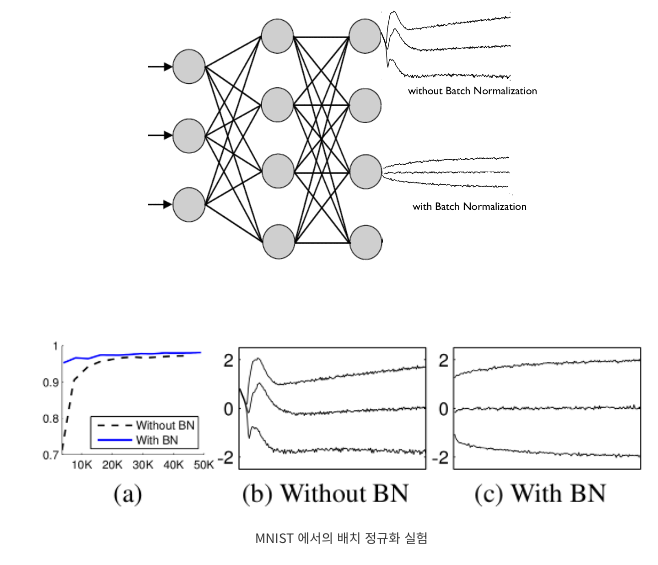 without Batch Normalization
with Batch Normalization
1
0.9
0.8
0.7
Without BN
With BN
10K 20K 30K 40K 50K
(a)
2
0
-2
(b) Without BN
2
0
-2
(c) With BN
MNIST 에서의 배치 정규화 실험